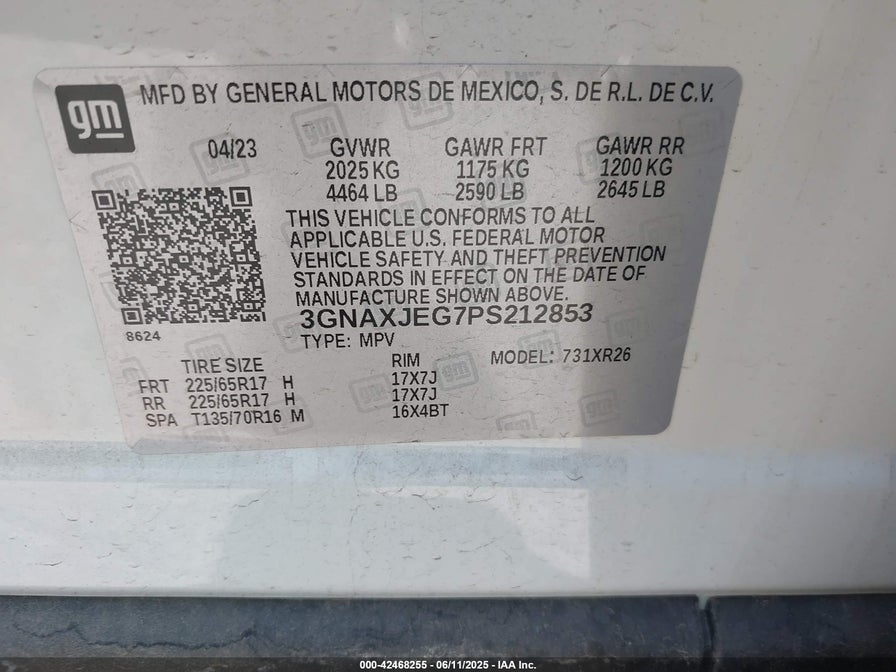 gm
MFD BY GENERAL MOTORS DE MEXICO, S. DE R.L. DE C.V.
04/23 GVWR GAWR FRT GAWR RR
2025 KG 1175 KG 1200 KG
4464 LB 2590 LB 2645 LB
THIS VEHICLE CONFORMS TO ALL
APPLICABLE U.S. FEDERAL MOTOR
VEHICLE SAFETY AND THEFT PREVENTION
STANDARDS IN EFFECT ON THE DATE OF
MANUFACTURE SHOWN ABOVE.
3GNAXJEG7PS212853
8624
TYPE: MPV MODEL: 731XR26
TIRE SIZE RIM
FRT 225/65R17 H 17X7J
RR 225/65R17 H 17X7J
SPA T135/70R16 M 16X4BT
000-42468255 - 06/11/2025 - IAA Inc.